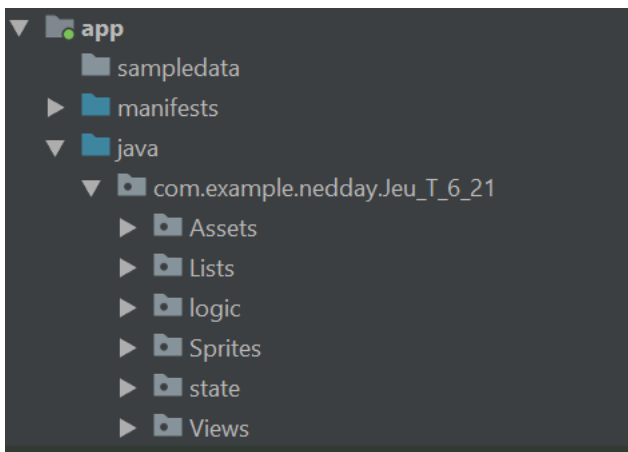 app
sampledata
manifests
java
com.example.nedday.Jeu_T_6_21
Assets
Lists
logic
Sprites
state
Views